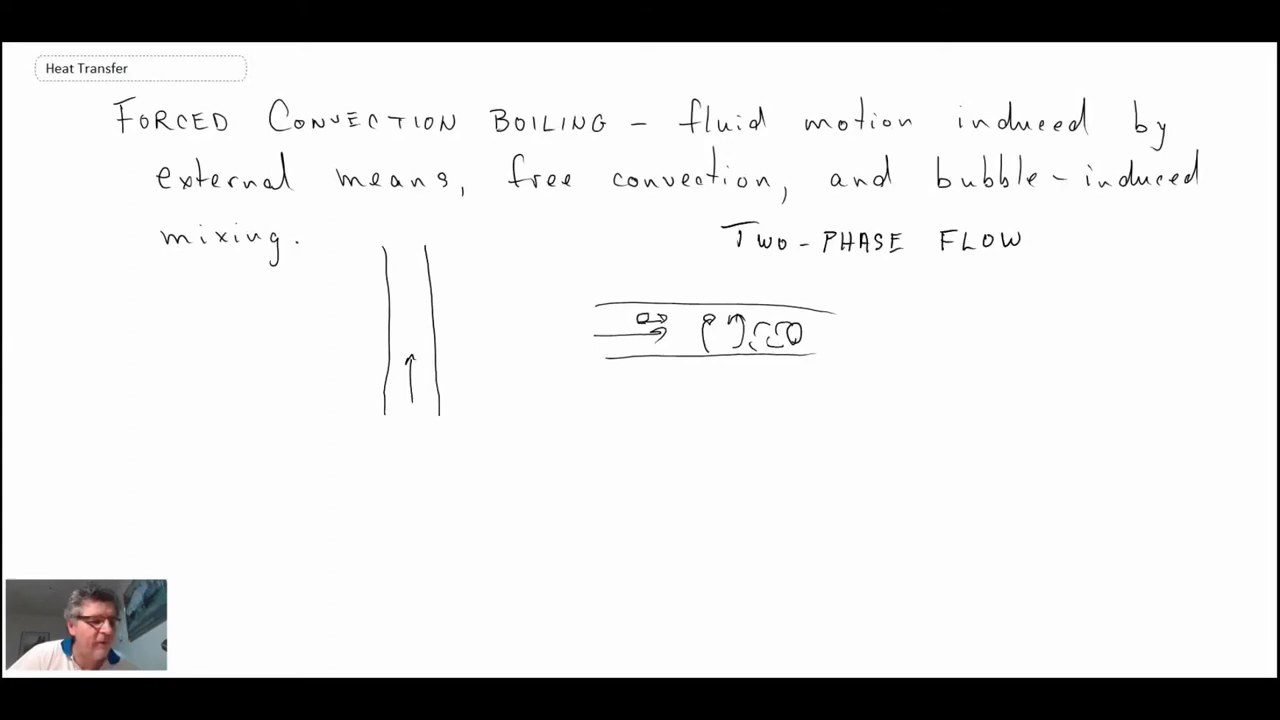 Heat Transfer
FORCED CONVECTION BOILING - fluid motion induced by
external means, free convection, and bubble-induced
mixing.
TWO-PHASE FLOW